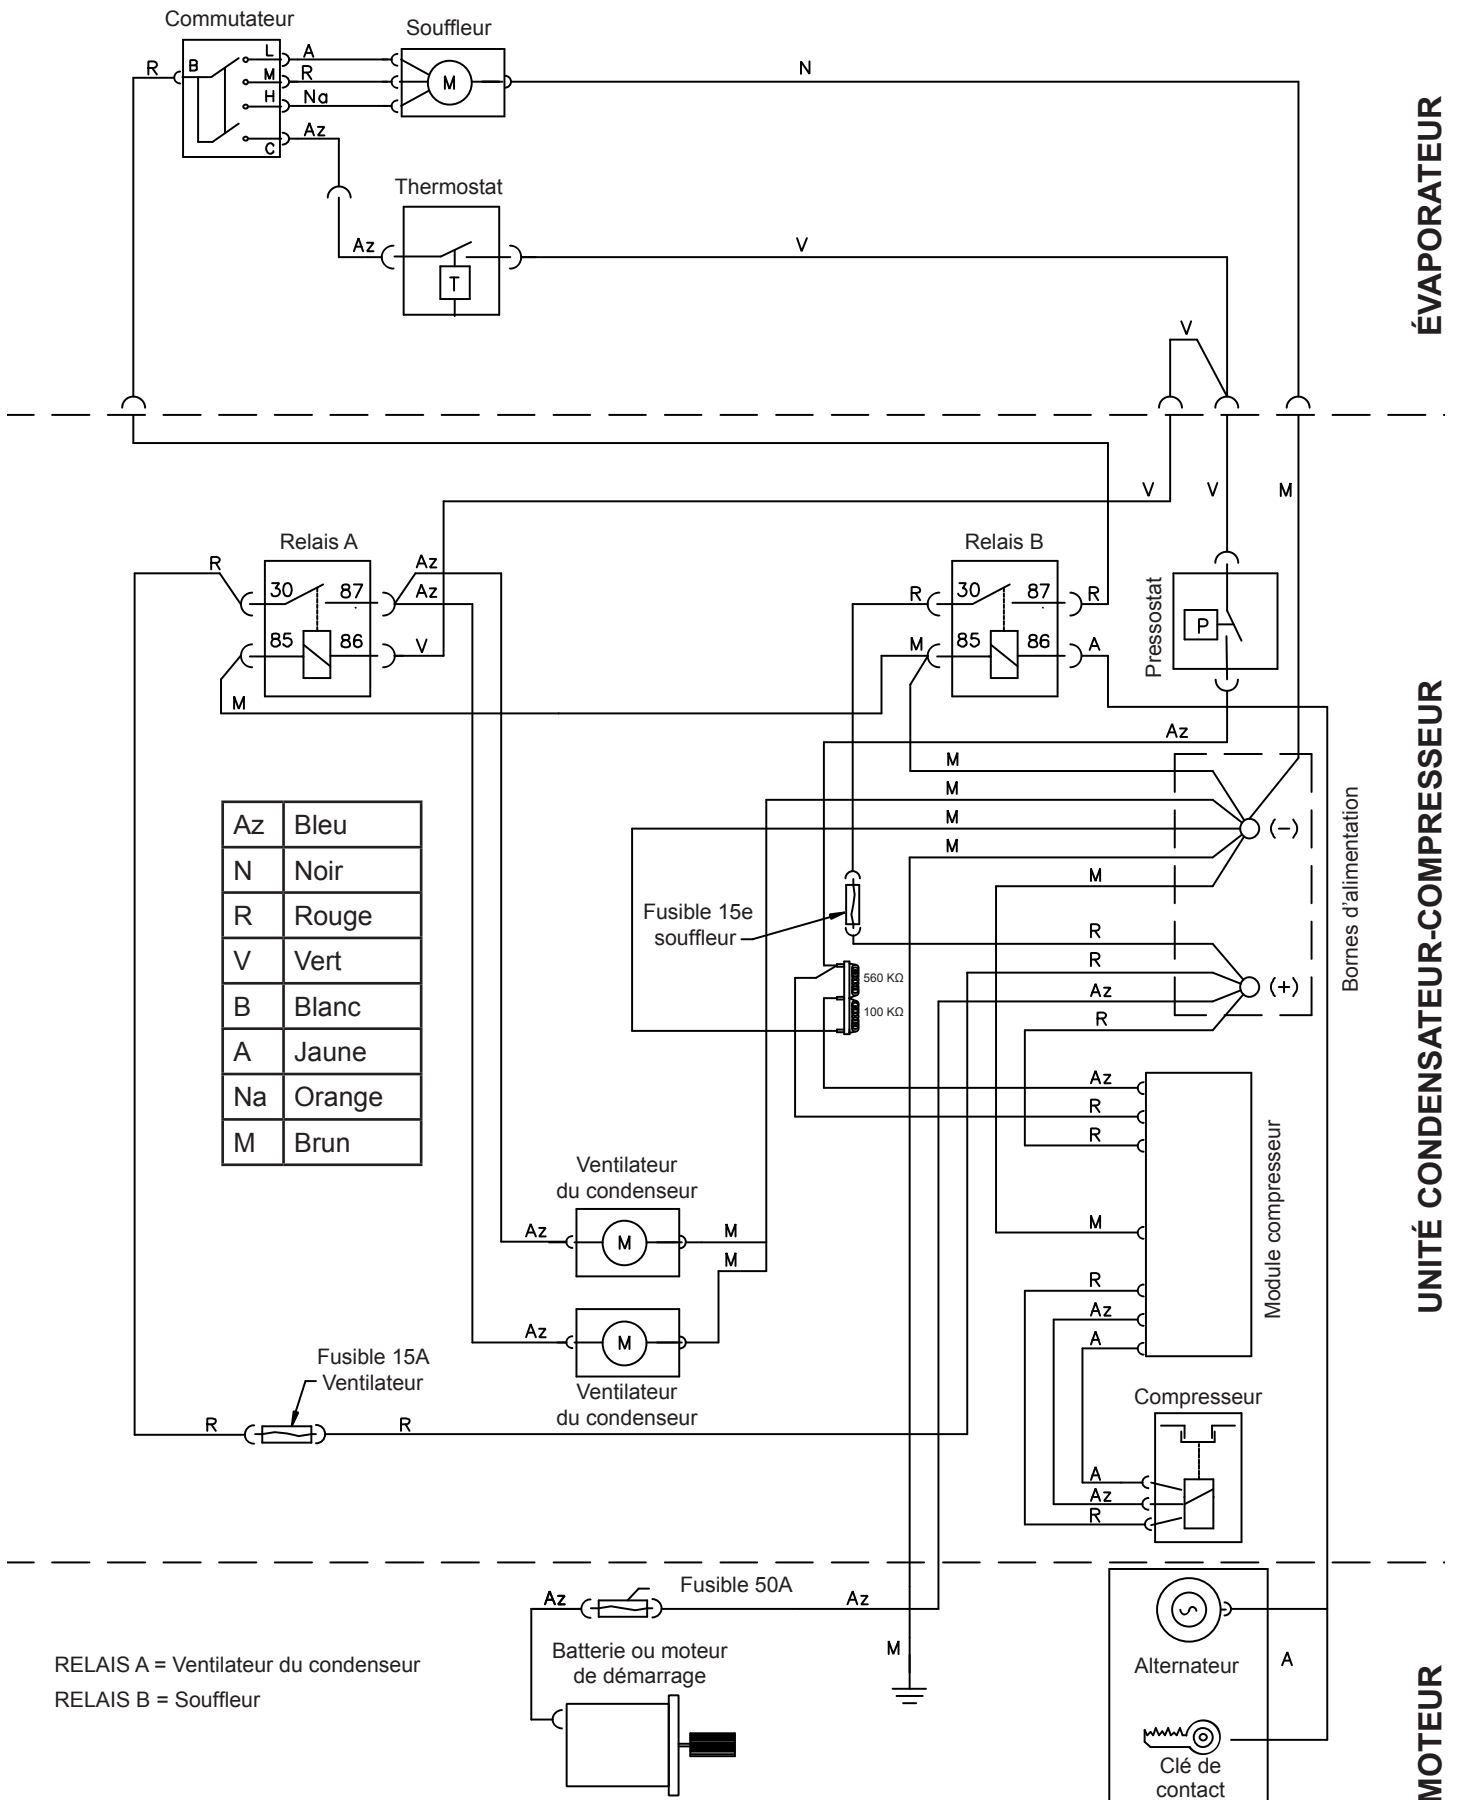 Commutateur
Souffleur
L A
R B M R N
H Na
Az
C
Thermostat
Az V
T
M
V
ÉVAPORATEUR
V V M
Relais A
Relais B
R 30 87 Az
Az
85 86 V
M
R 30 87 R
M 85 86 A
Pressostat
P
Az
M
M
M
M
M
(-)
Bornes d'alimentation
Az Bleu
N Noir
R Rouge
V Vert
B Blanc
A Jaune
Na Orange
M Brun
Fusible 15e
souffleur
R
R
Az
R
(+)
560 KΩ
100 KΩ
Az
R
R
M
R
Az
A
Module compresseur
UNITÉ CONDENSATEUR-COMPRESSEUR
Ventilateur
du condenseur
Az M M
M
Az M
Ventilateur
du condenseur
Fusible 15A
Ventilateur
R R
Compresseur
A
Az
R
Az Fusible 50A Az
Batterie ou moteur
de démarrage
M
RELAIS A = Ventilateur du condenseur
RELAIS B = Souffleur
Alternateur
A
Clé de
contact
MOTEUR